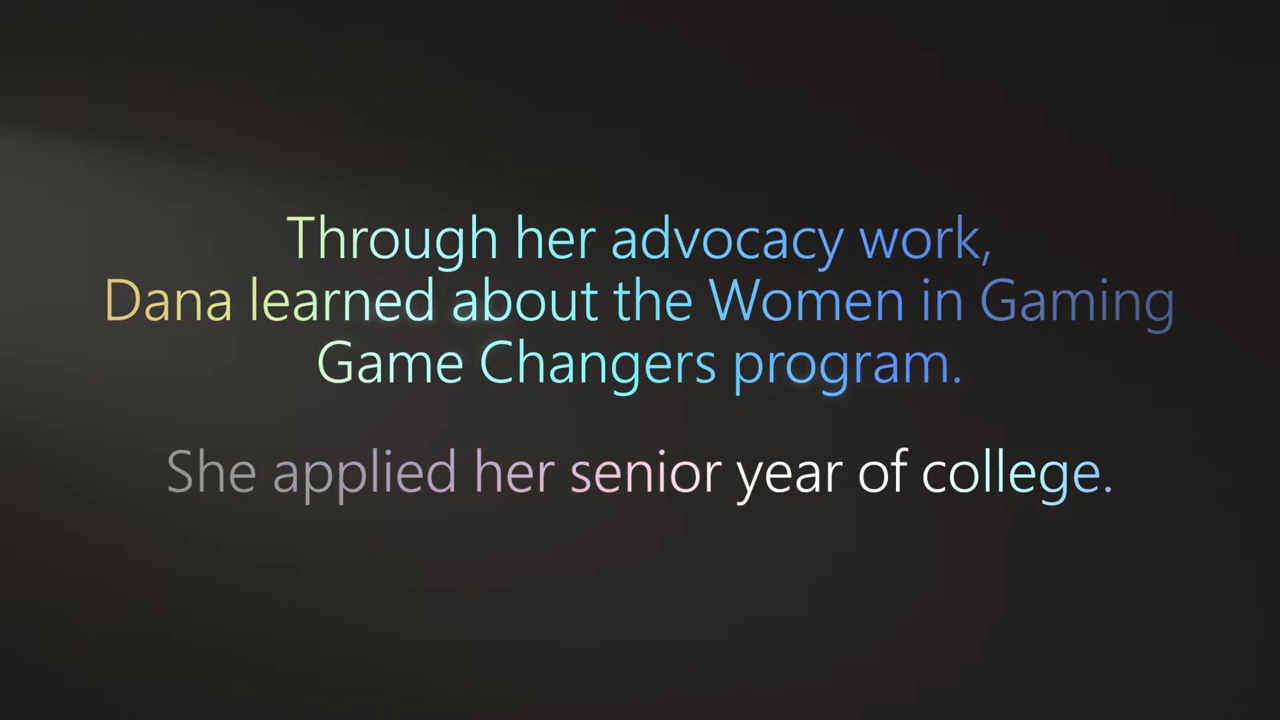 Through her advocacy work,
Dana learned about the Women in Gaming
Game Changers program.
She applied her senior year of college.